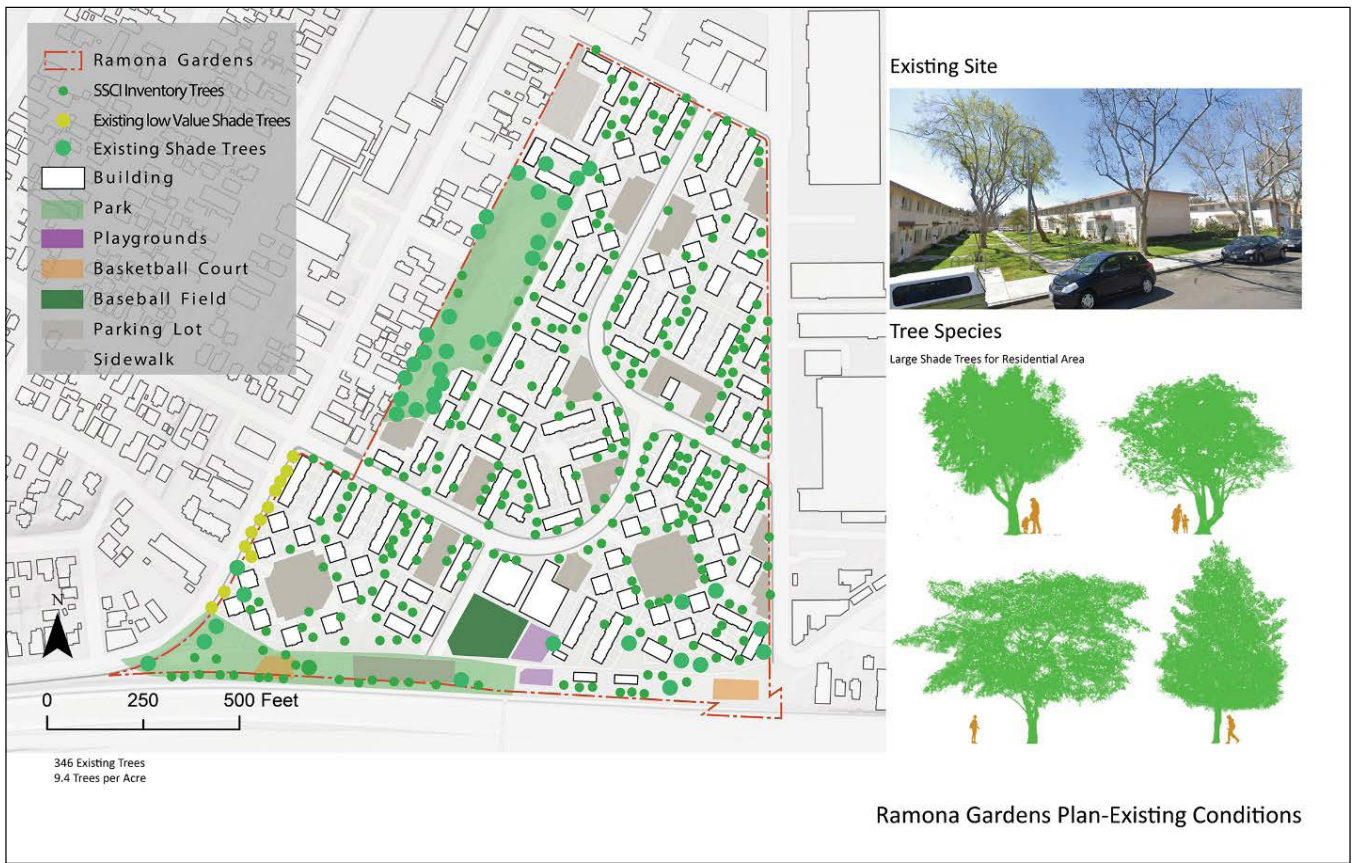 Ramona Gardens
SSCI Inventory Trees
Existing low Value Shade Trees
Existing Shade Trees
Building
Park
Playgrounds
Basketball Court
Baseball Field
Parking Lot
Sidewalk
N
0 250 500 Feet
346 Existing Trees
9.4 Trees per Acre
Existing Site
Tree Species
Large Shade Trees for Residential Area
Ramona Gardens Plan-Existing Conditions